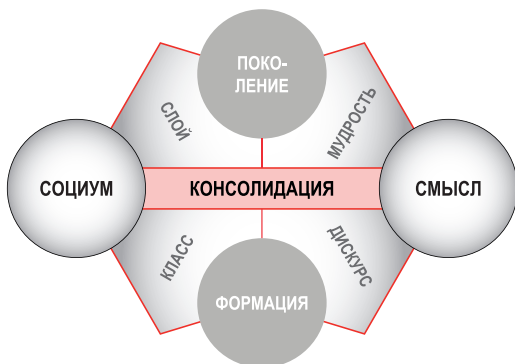 ПОКО-
ЛЕНИЕ
СЛОЙ
МУДРОСТЬ
СОЦИУМ
КОНСОЛИДАЦИЯ
СМЫСЛ
КЛАСС
ДИСКУРС
ФОРМАЦИЯ